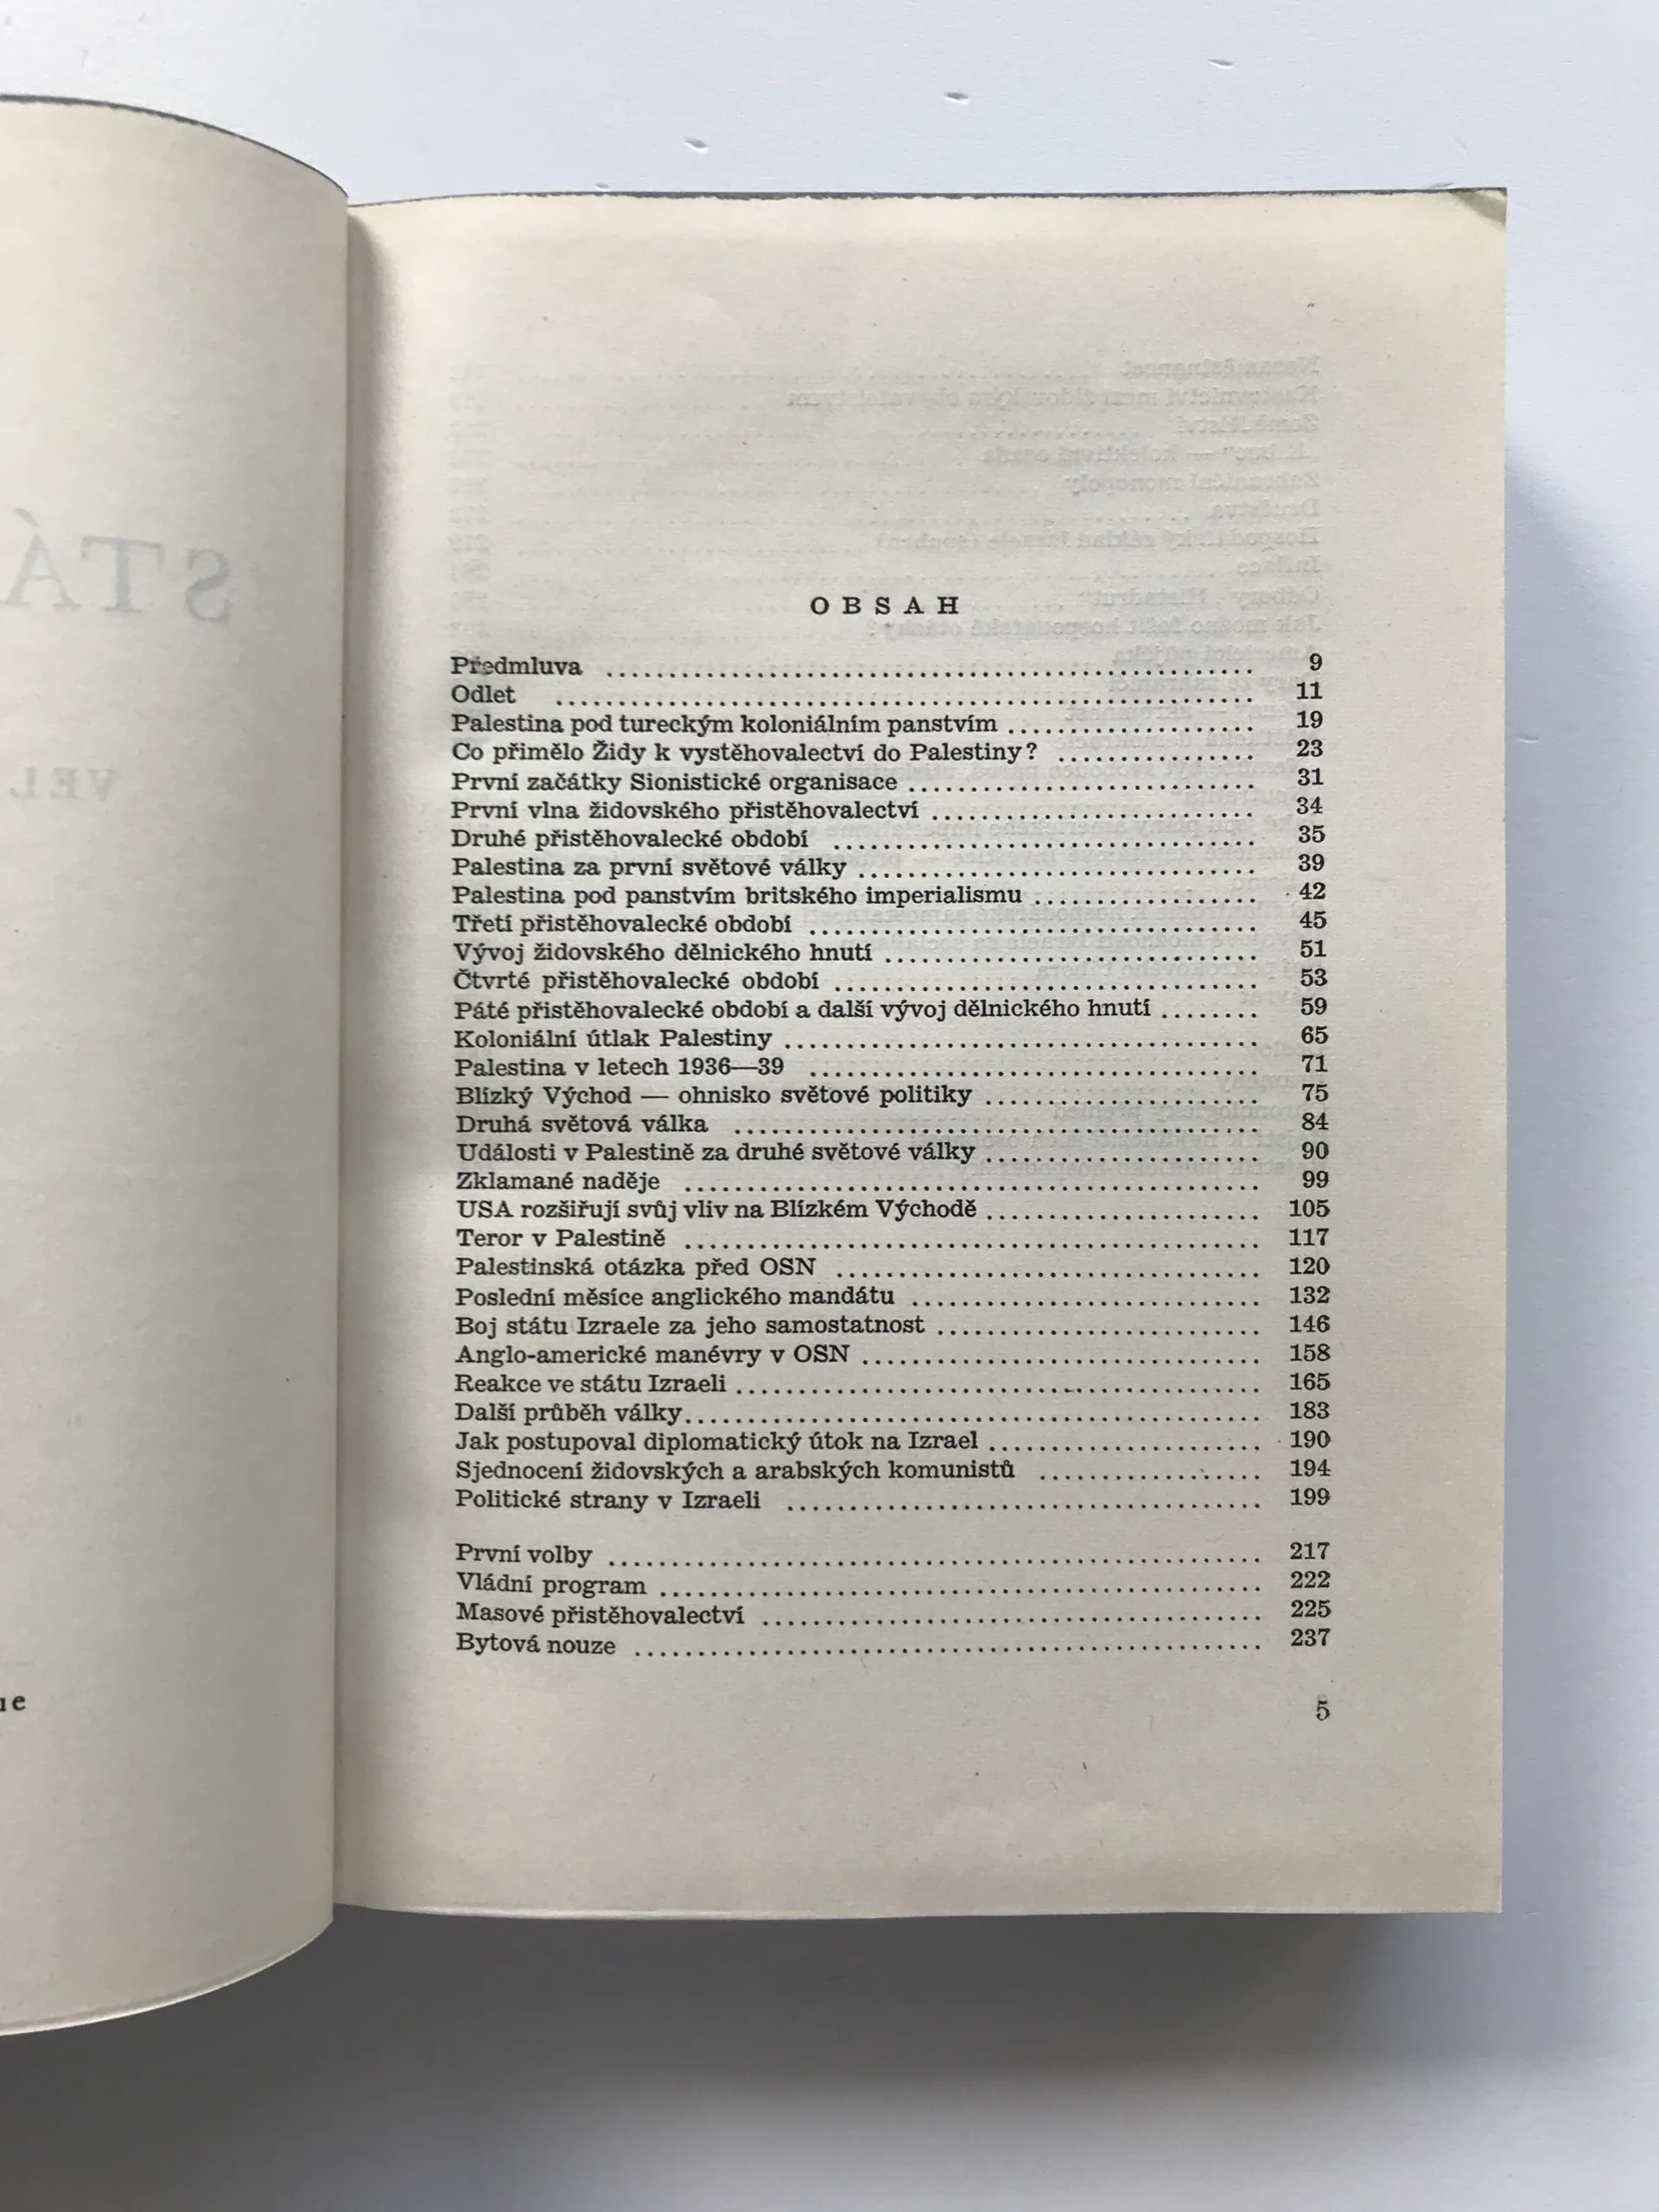 OBSAH
Předmluva ........ 9
Odlet ........ 11
Palestina pod tureckým koloniálním panstvím ........ 19
Co přimělo Židy k vystěhovalectví do Palestiny? ........ 23
První začátky Sionistické organisace ........ 31
První vlna židovského přistěhovalectví ........ 34
Druhé přistěhovalecké období ........ 35
Palestina za první světové války ........ 39
Palestina pod panstvím britského imperialismu ........ 42
Třetí přistěhovalecké období ........ 45
Vývoj židovského dělnického hnutí ........ 51
Čtvrté přistěhovalecké období ........ 53
Páté přistěhovalecké období a další vývoj dělnického hnutí ........ 59
Koloniální útlak Palestiny ........ 65
Palestina v letech 1936—39 ........ 71
Blízký Východ — ohnisko světové politiky ........ 75
Druhá světová válka ........ 84
Události v Palestině za druhé světové války ........ 90
Zklamané naděje ........ 99
USA rozšiřují svůj vliv na Blízkém Východě ........ 105
Teror v Palestině ........ 117
Palestinská otázka před OSN ........ 120
Poslední měsíce anglického mandátu ........ 132
Boj státu Izraele za jeho samostatnost ........ 146
Anglo-americké manévry v OSN ........ 158
Reakce ve státu Izraeli ........ 165
Další průběh války ........ 183
Jak postupoval diplomatický útok na Izrael ........ 190
Sjednocení židovských a arabských komunistů ........ 194
Politické strany v Izraeli ........ 199
První volby ........ 217
Vládní program ........ 222
Masové přistěhovalectví ........ 225
Bytová nouze ........ 237
5